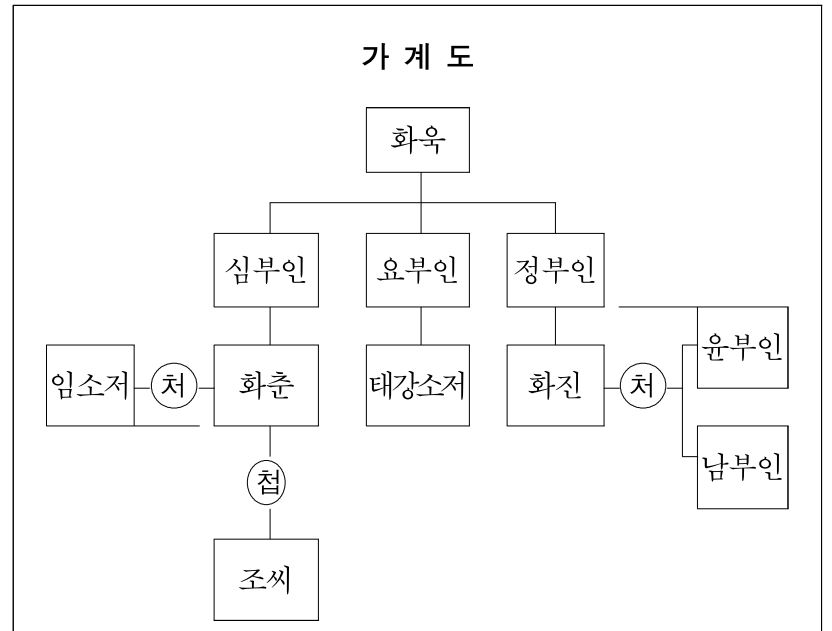 가 계 도
화욱
심부인 요부인 정부인
윤부인
임소저 처 화춘 태강소저 화진 처
남부인
첩
조씨